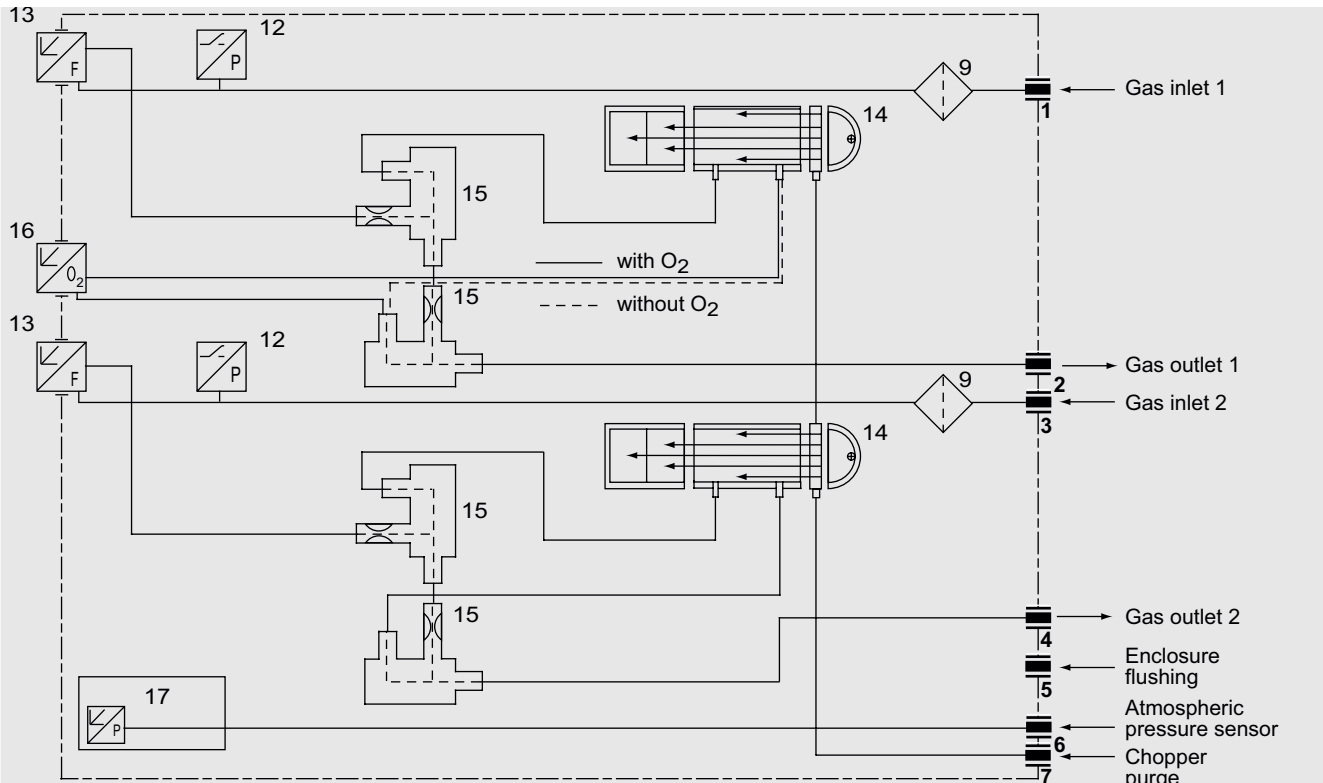 13
12
F
P
9
Gas inlet 1
1
14
15
16
O2
with O2
15
without O2
13
12
F
P
Gas outlet 1
2
9
Gas inlet 2
3
14
15
15
Gas outlet 2
4
Enclosure
flushing
5
17
P
Atmospheric
pressure sensor
6
Chopper
purge
7